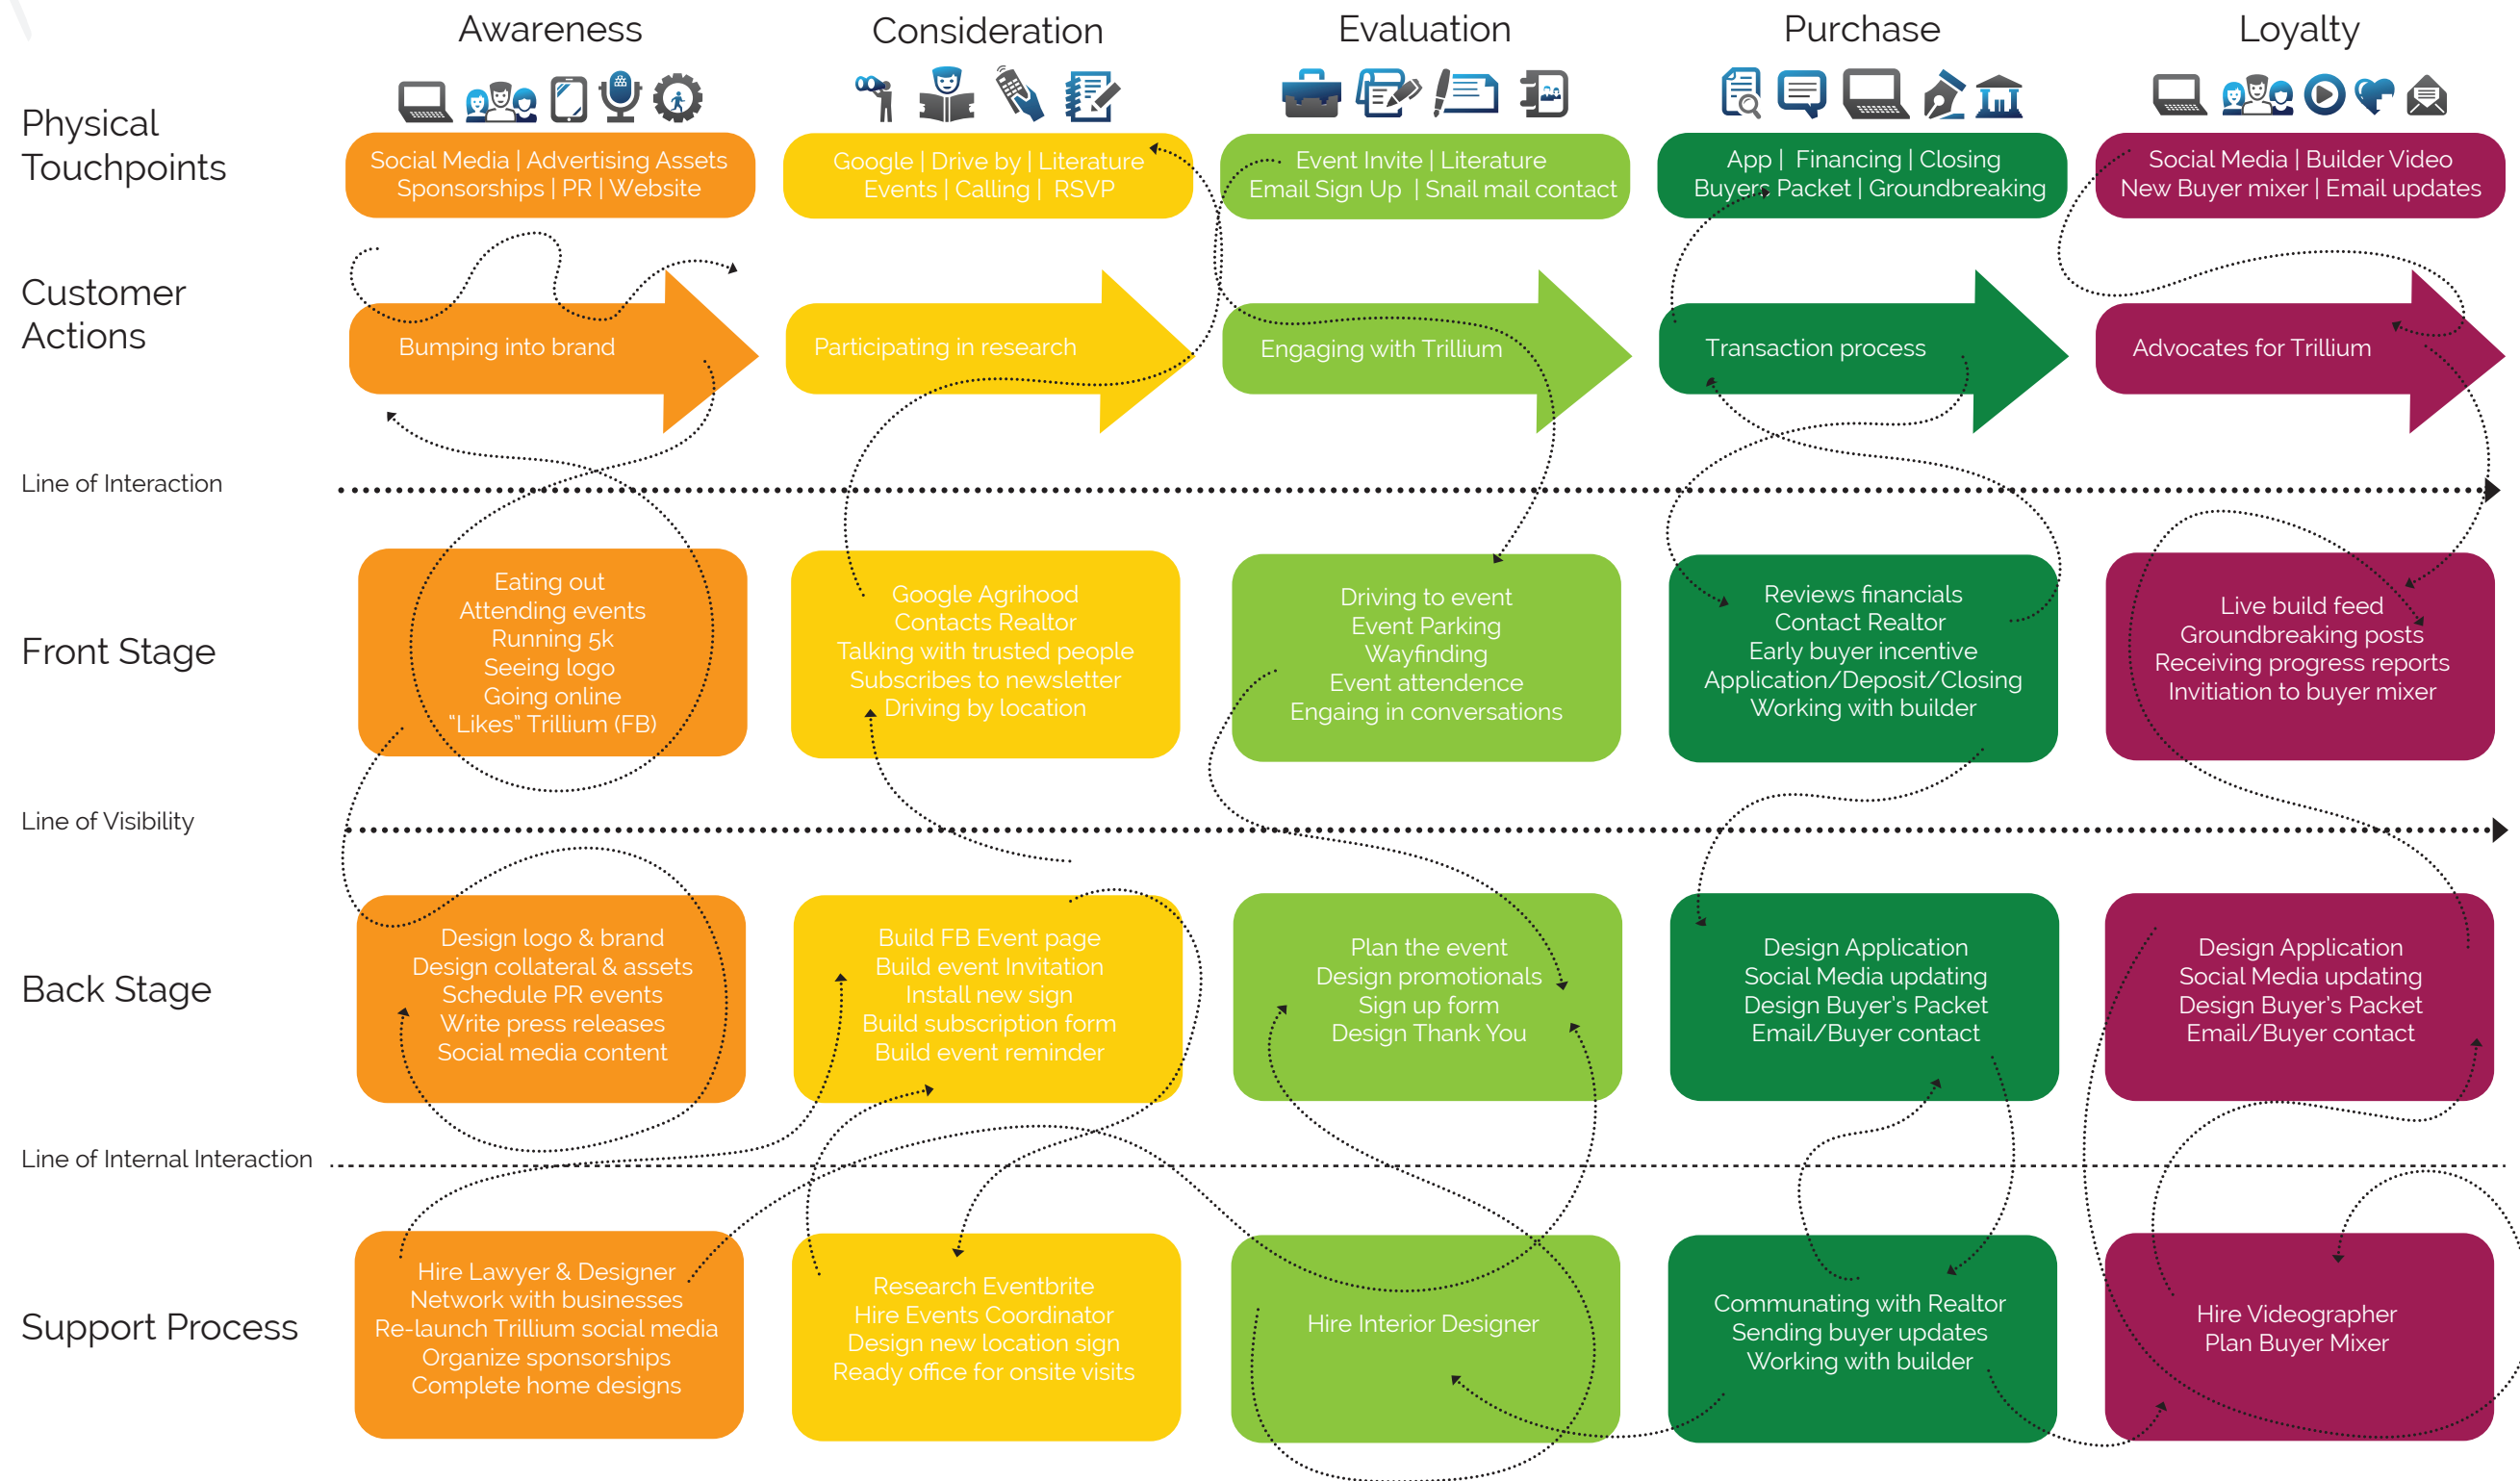 Awareness
Consideration
Evaluation
Purchase
Loyalty
Physical
Touchpoints
Social Media | Advertising Assets
Sponsorships | PR | Website
Google | Drive by | Literature
Events | Calling | RSVP
Event Invite | Literature
Email Sign Up | Snail mail contact
App | Financing | Closing
Buyers Packet | Groundbreaking
Social Media | Builder Video
New Buyer mixer | Email updates
Customer
Actions
Bumping into brand
Participating in research
Engaging with Trillium
Transaction process
Advocates for Trillium
Line of Interaction
Front Stage
Eating out
Attending events
Running 5k
Seeing logo
Going online
“Likes” Trillium (FB)
Google Agrihood
Contacts Realtor
Talking with trusted people
Subscribes to newsletter
Driving by location
Driving to event
Event Parking
Wayfinding
Event attendence
Engaing in conversations
Reviews financials
Contact Realtor
Early buyer incentive
Application/Deposit/Closing
Working with builder
Live build feed
Groundbreaking posts
Receiving progress reports
Invitiation to buyer mixer
Line of Visibility
Back Stage
Design logo & brand
Design collateral & assets
Schedule PR events
Write press releases
Social media content
Build FB Event page
Build event Invitation
Install new sign
Build subscription form
Build event reminder
Plan the event
Design promotionals
Sign up form
Design Thank You
Design Application
Social Media updating
Design Buyer’s Packet
Email/Buyer contact
Design Application
Social Media updating
Design Buyer’s Packet
Email/Buyer contact
Line of Internal Interaction
Support Process
Hire Lawyer & Designer
Network with businesses
Re-launch Trillium social media
Organize sponsorships
Complete home designs
Research Eventbrite
Hire Events Coordinator
Design new location sign
Ready office for onsite visits
Hire Interior Designer
Communating with Realtor
Sending buyer updates
Working with builder
Hire Videographer
Plan Buyer Mixer